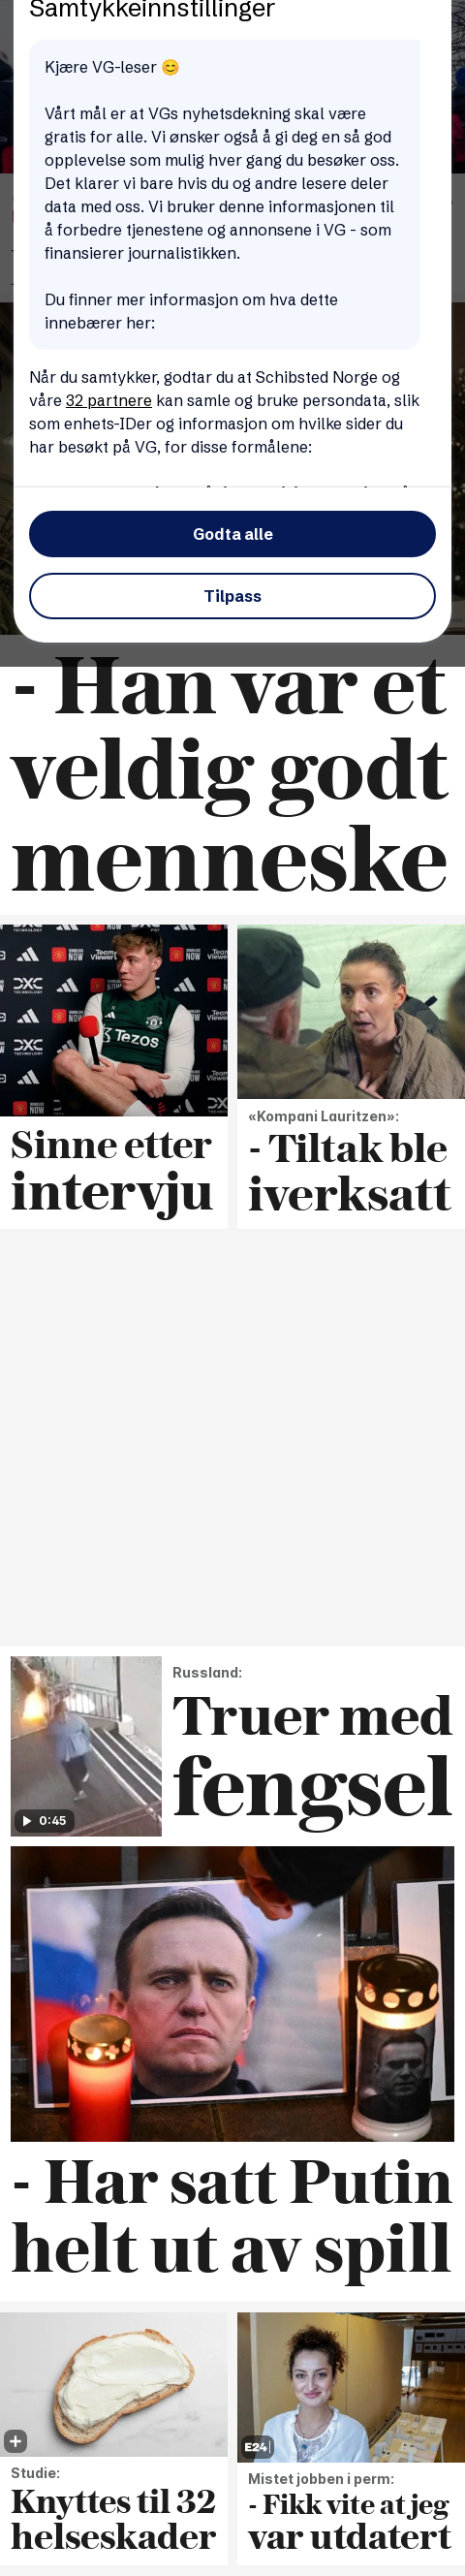 Samtykkeinnstillinger
Kjære VG-leser 😊
Vårt mål er at VGs nyhetsdekning skal være
gratis for alle. Vi ønsker også å gi deg en så god
opplevelse som mulig hver gang du besøker oss.
Det klarer vi bare hvis du og andre lesere deler
data med oss. Vi bruker denne informasjonen til
å forbedre tjenestene og annonsene i VG - som
finansierer journalistikken.
Du finner mer informasjon om hva dette
innebærer her:
Når du samtykker, godtar du at Schibsted Norge og
våre 32 partnere kan samle og bruke persondata, slik
som enhets-IDer og informasjon om hvilke sider du
har besøkt på VG, for disse formålene:
Godta alle
Tilpass
- Han var et
veldig godt
menneske
DXC
TECHNOLOGY
TeamViewer
Tezos
Sinne etter
intervju
«Kompani Lauritzen»:
- Tiltak ble
iverksatt
0:45
Russland:
Truer med
fengsel
- Har satt Putin
helt ut av spill
Studie:
Knyttes til 32
helseskader
E24
Mistet jobben i perm:
- Fikk vite at jeg
var utdatert